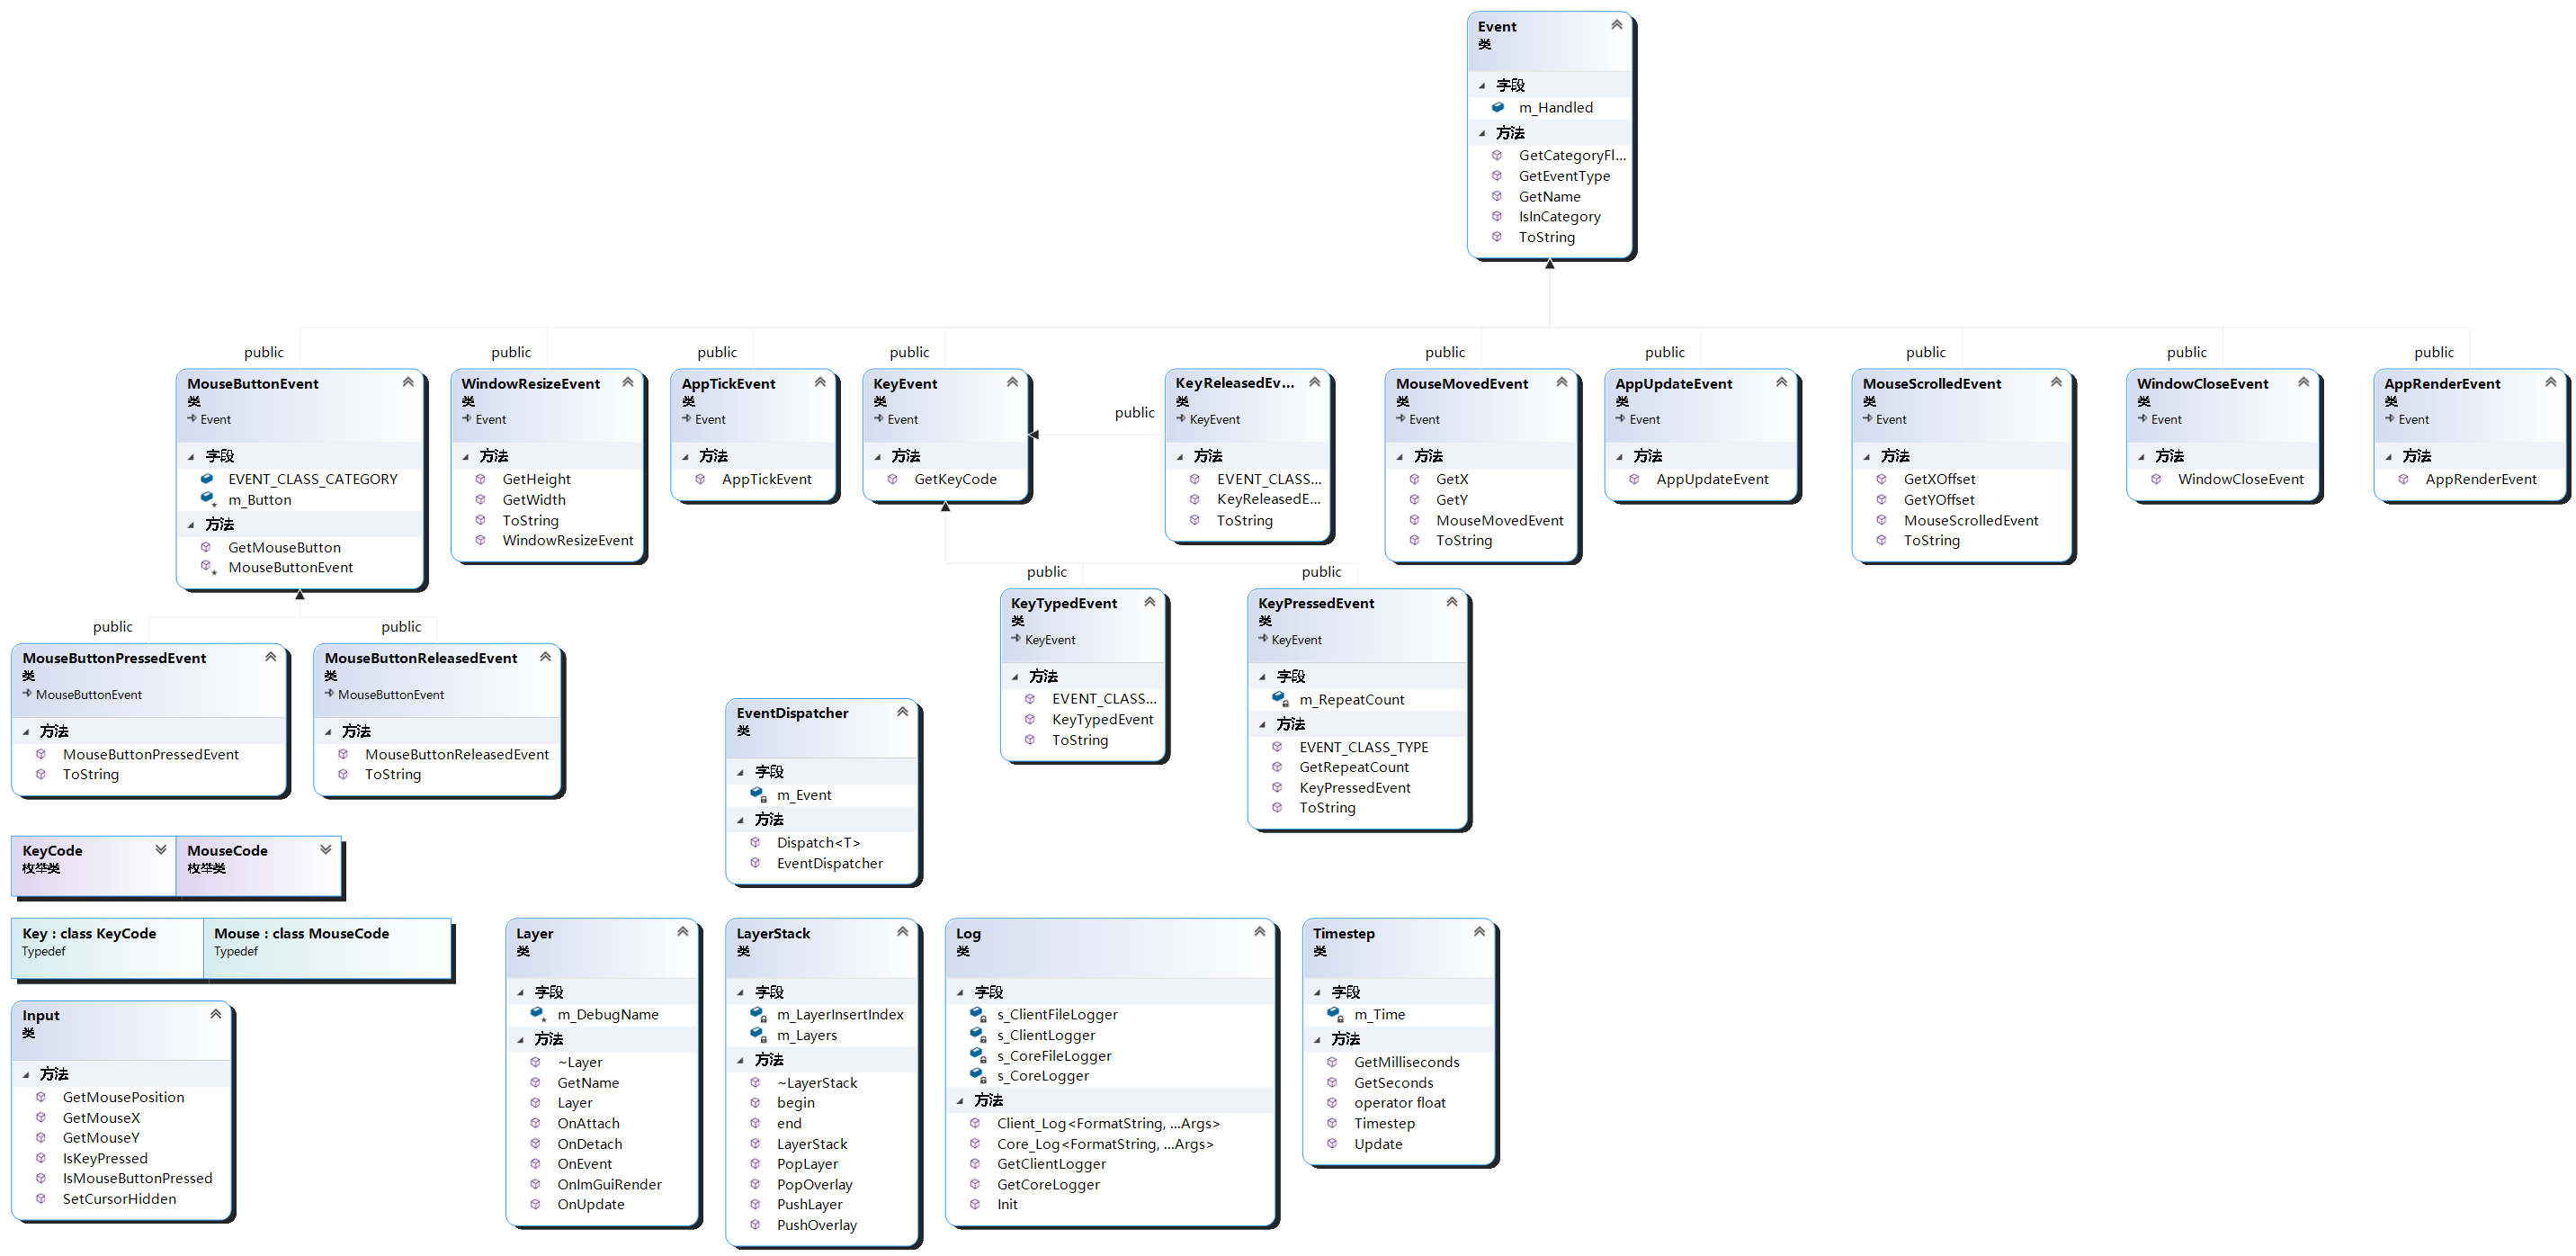 Event
类
字段
m_Handled
方法
GetCategoryFl...
GetEventType
GetName
IsInCategory
ToString
public
MouseButtonEvent
类
Event
字段
EVENT_CLASS_CATEGORY
m_Button
方法
GetMouseButton
MouseButtonEvent
public
WindowResizeEvent
类
Event
方法
GetHeight
GetWidth
ToString
WindowResizeEvent
public
AppTickEvent
类
Event
方法
AppTickEvent
public
KeyEvent
类
Event
方法
GetKeyCode
public
KeyReleasedEv...
类
KeyEvent
方法
EVENT_CLASS...
KeyReleasedE...
ToString
public
MouseMovedEvent
类
Event
方法
GetX
GetY
MouseMovedEvent
ToString
public
AppUpdateEvent
类
Event
方法
AppUpdateEvent
public
MouseScrolledEvent
类
Event
方法
GetXOffset
GetYOffset
MouseScrolledEvent
ToString
public
WindowCloseEvent
类
Event
方法
WindowCloseEvent
public
AppRenderEvent
类
Event
方法
AppRenderEvent
public
MouseButtonPressedEvent
类
MouseButtonEvent
方法
MouseButtonPressedEvent
ToString
public
MouseButtonReleasedEvent
类
MouseButtonEvent
方法
MouseButtonReleasedEvent
ToString
public
KeyTypedEvent
类
KeyEvent
方法
EVENT_CLASS...
KeyTypedEvent
ToString
public
KeyPressedEvent
类
KeyEvent
字段
m_RepeatCount
方法
EVENT_CLASS_TYPE
GetRepeatCount
KeyPressedEvent
ToString
EventDispatcher
类
字段
m_Event
方法
Dispatch<T>
EventDispatcher
KeyCode
枚举类
MouseCode
枚举类
Key : class KeyCode
Typedef
Mouse : class MouseCode
Typedef
Input
类
方法
GetMousePosition
GetMouseX
GetMouseY
IsKeyPressed
IsMouseButtonPressed
SetCursorHidden
Layer
类
字段
m_DebugName
方法
~Layer
GetName
Layer
OnAttach
OnDetach
OnEvent
OnImGuiRender
OnUpdate
LayerStack
类
字段
m_LayerInsertIndex
m_Layers
方法
~LayerStack
begin
end
LayerStack
PopLayer
PopOverlay
PushLayer
PushOverlay
Log
类
字段
s_ClientFileLogger
s_ClientLogger
s_CoreFileLogger
s_CoreLogger
方法
Client_Log<FormatString, ...Args>
Core_Log<FormatString, ...Args>
GetClientLogger
GetCoreLogger
Init
Timestep
类
字段
m_Time
方法
GetMilliseconds
GetSeconds
operator float
Timestep
Update